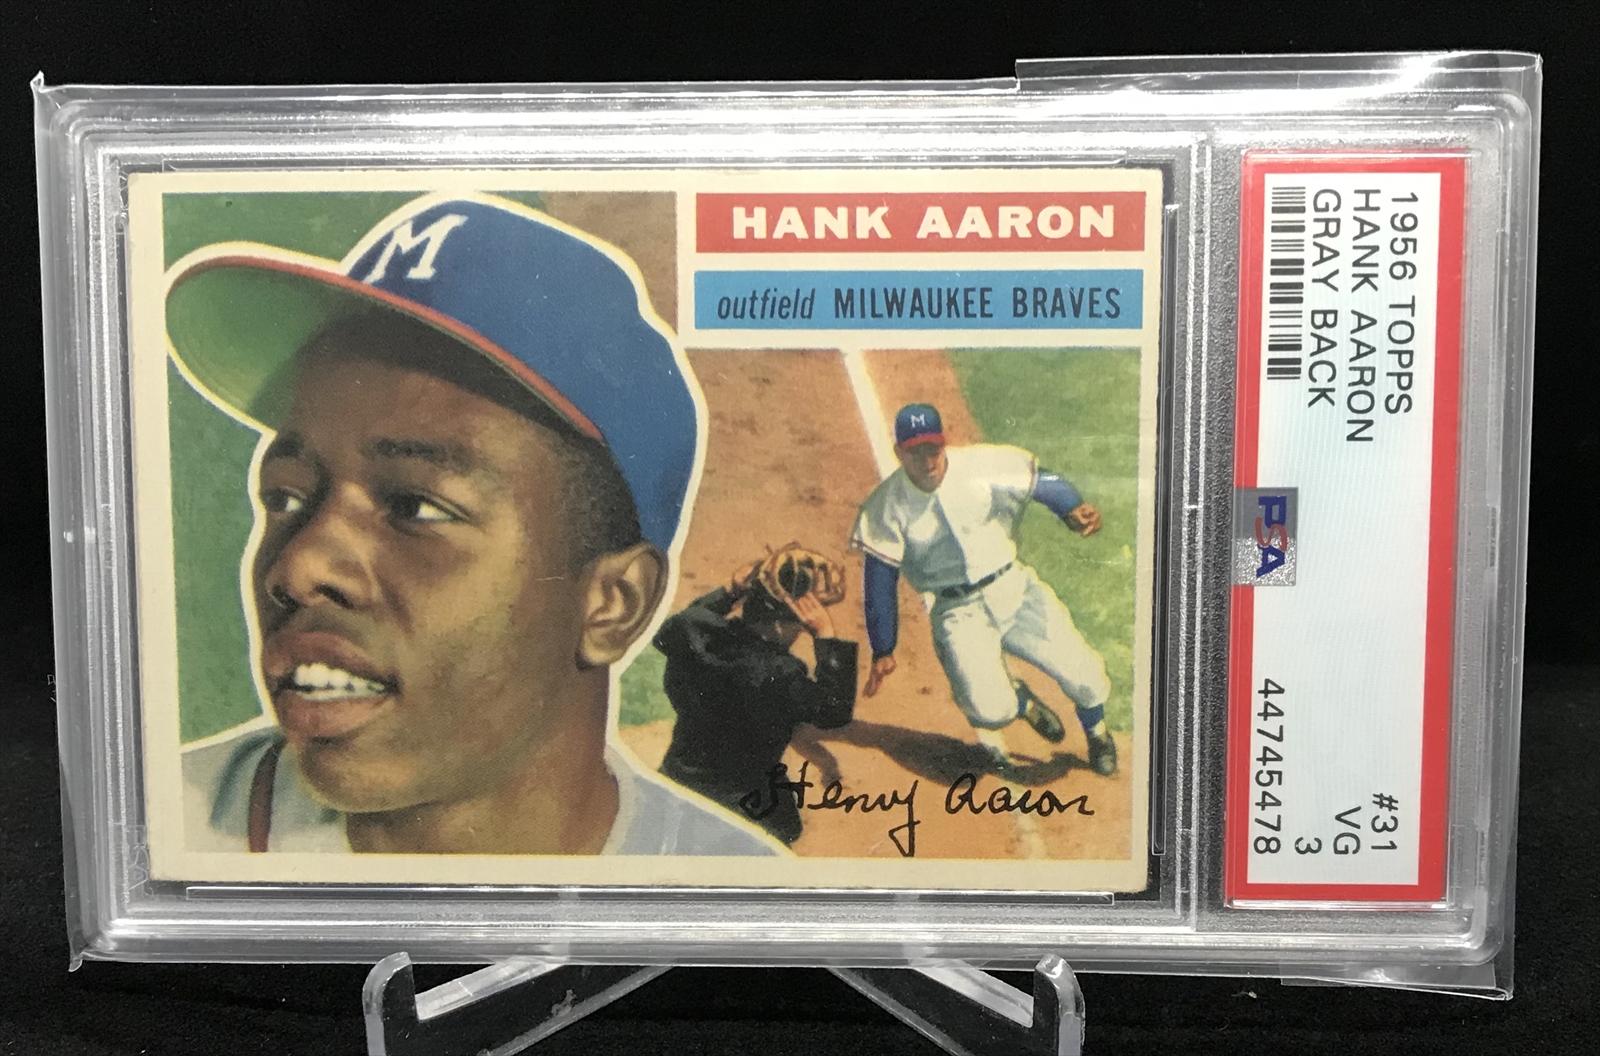 HANK AARON
outfield MILWAUKEE BRAVES
M
M
Henry Aaron
1956 TOPPS #31
HANK AARON VG
GRAY BACK 3
44745478
PSA